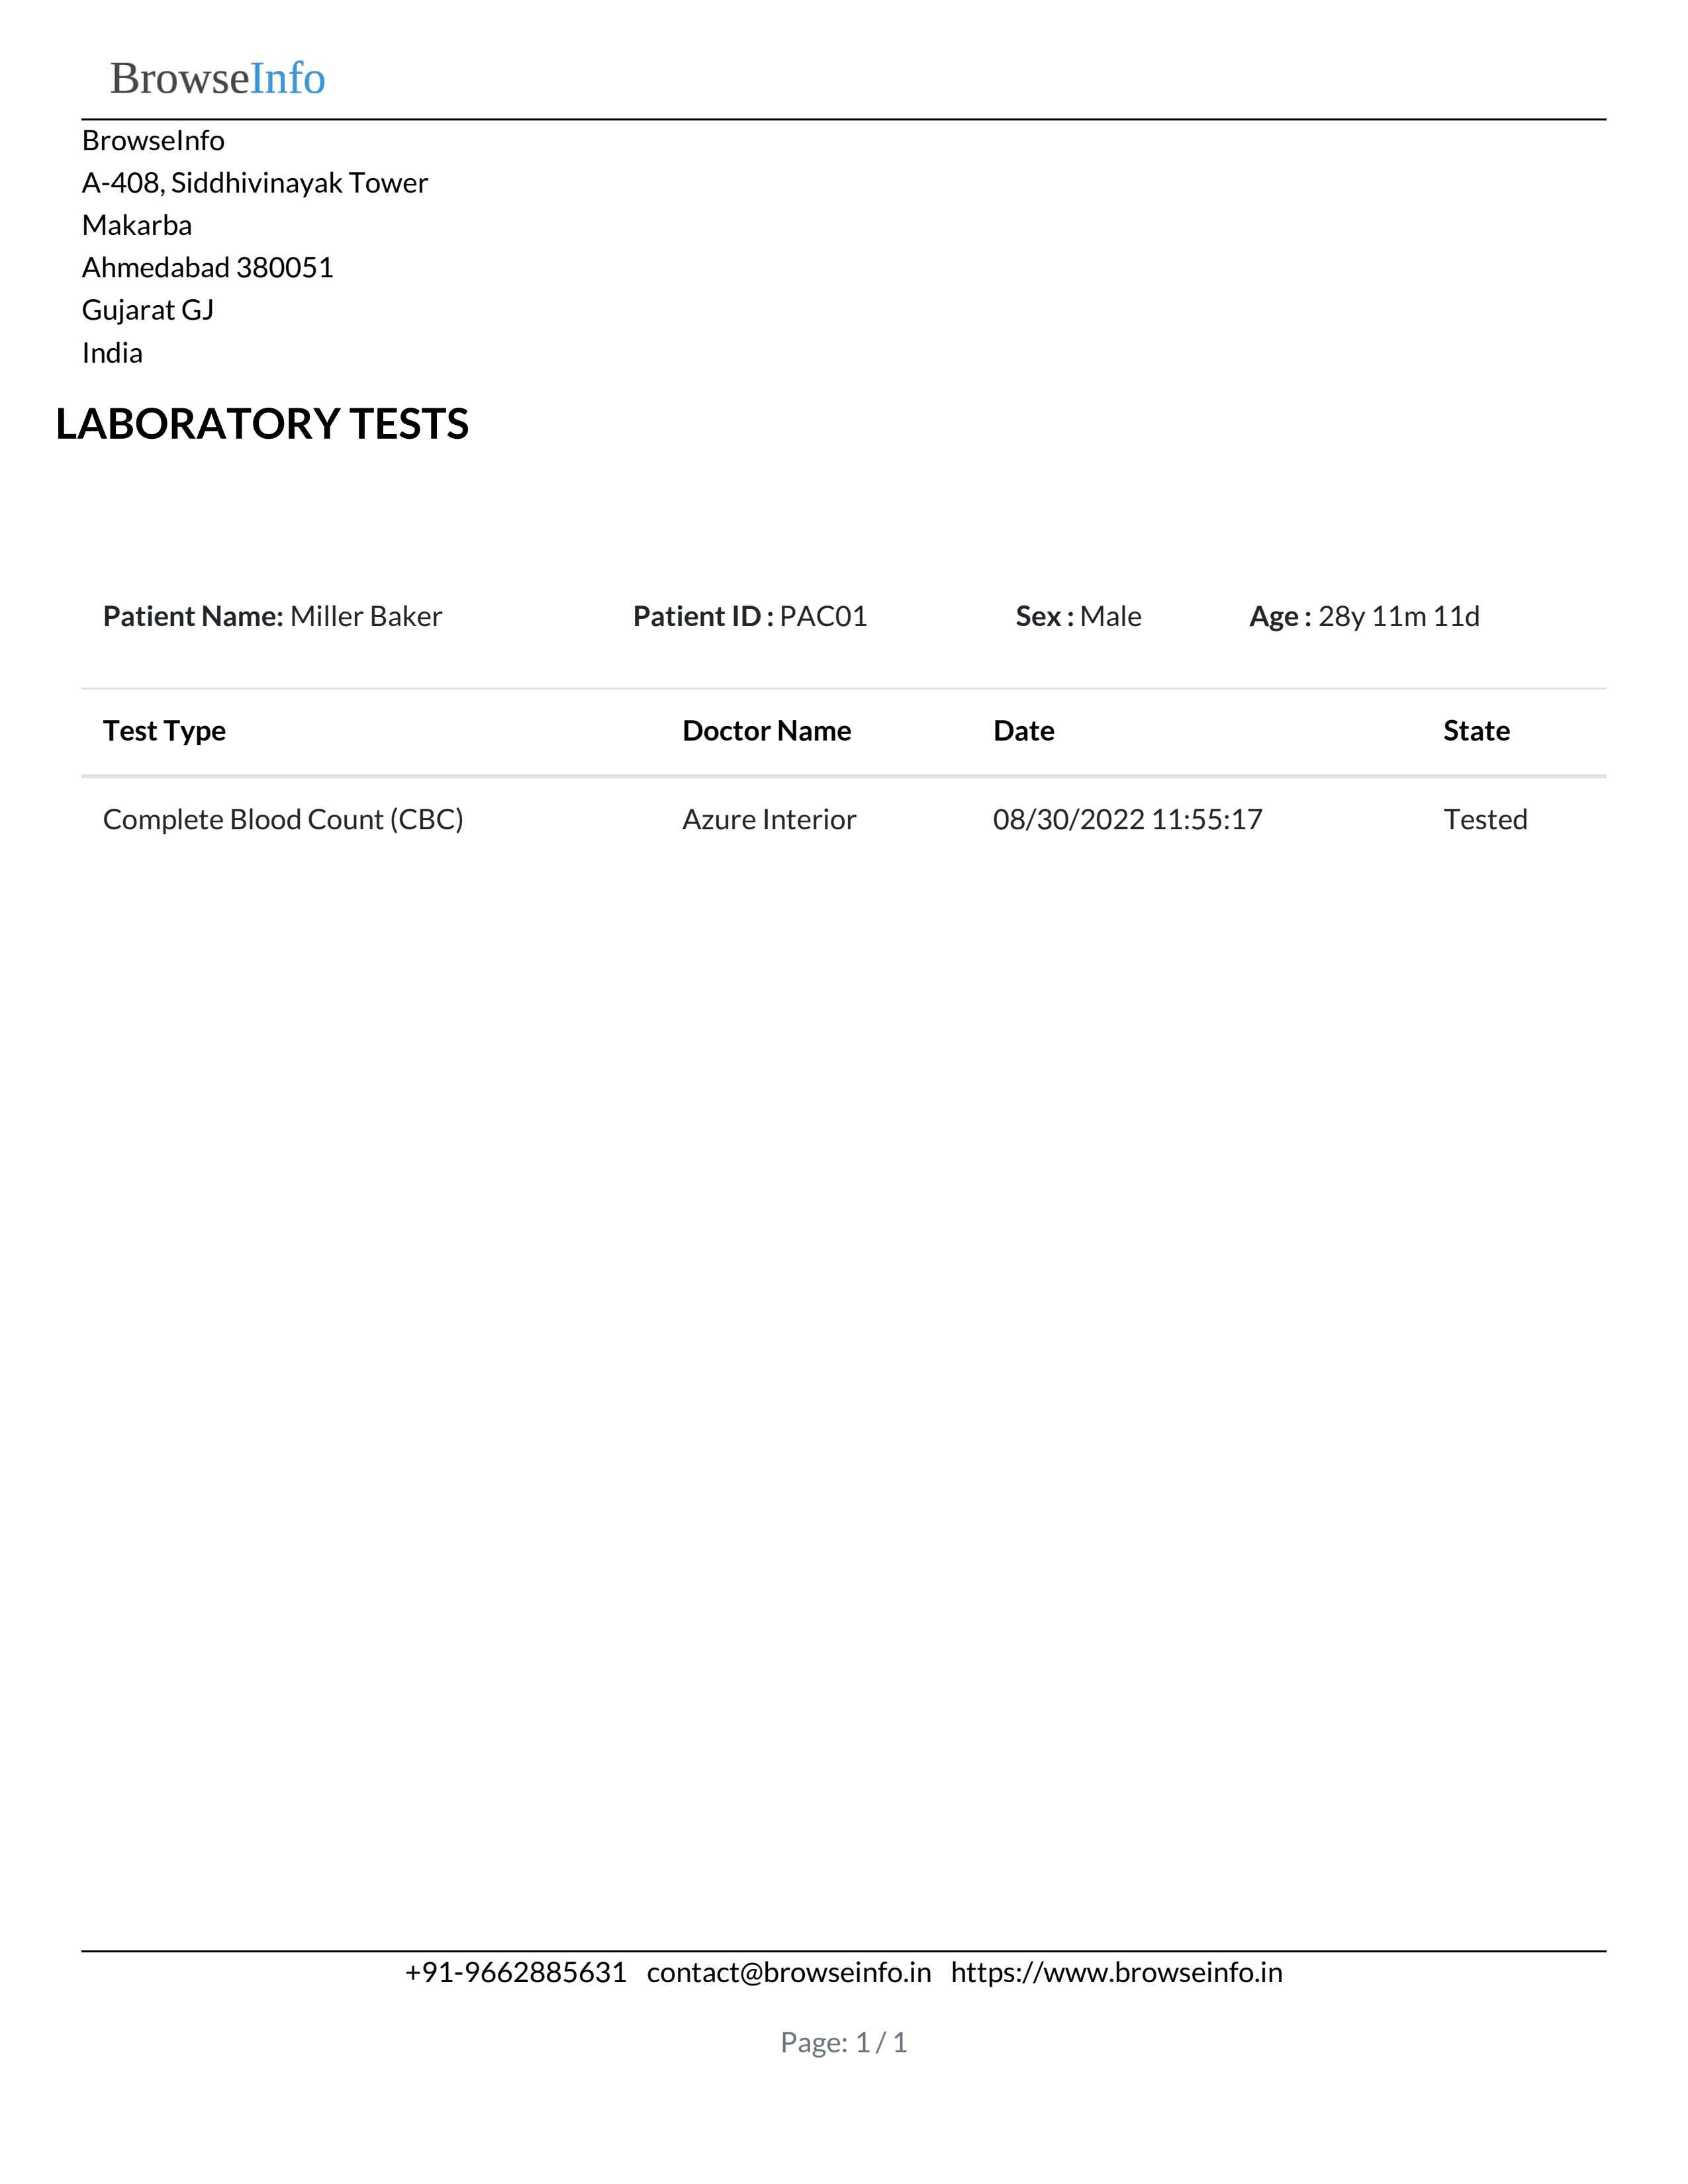 BrowseInfo
BrowseInfo
A-408, Siddhivinayak Tower
Makarba
Ahmedabad 380051
Gujarat GJ
India
LABORATORY TESTS
Patient Name: Miller Baker Patient ID : PAC01 Sex : Male Age : 28y 11m 11d
Test Type Doctor Name Date State
Complete Blood Count (CBC) Azure Interior 08/30/2022 11:55:17 Tested
+91-9662885631 contact@browseinfo.in https://www.browseinfo.in
Page: 1 / 1